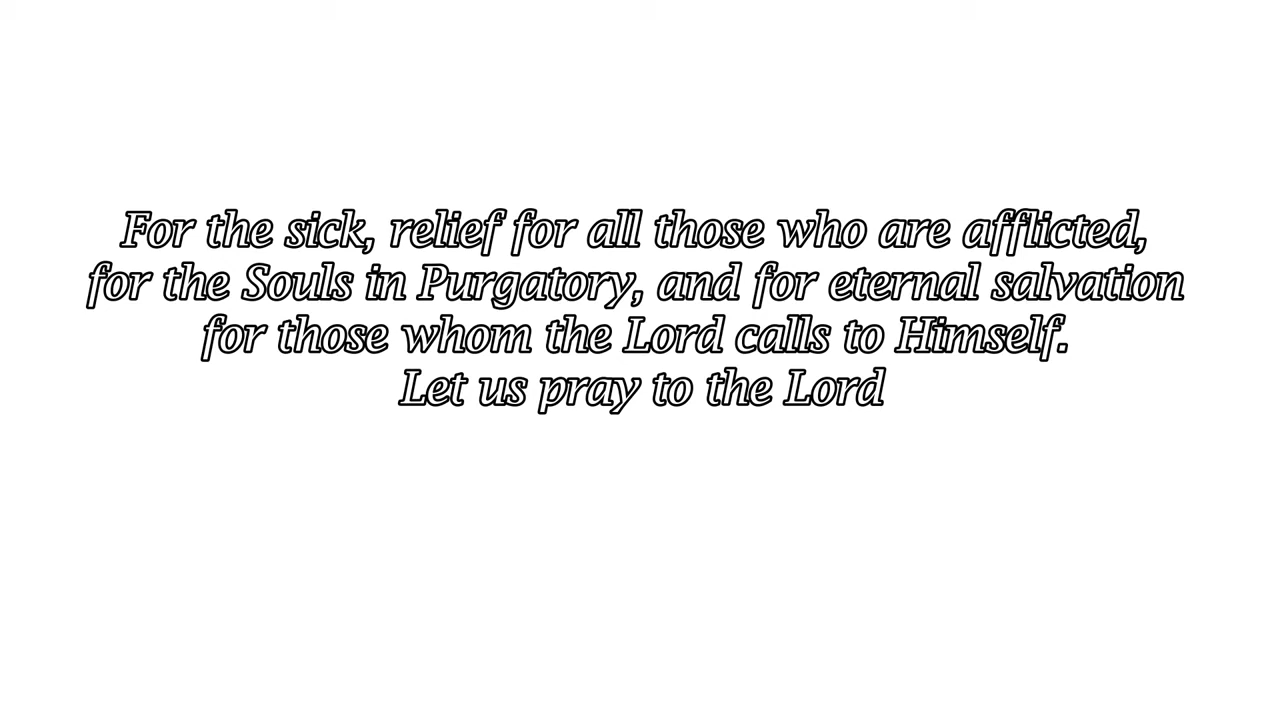 For the sick, relief for all those who are afflicted,
for the Souls in Purgatory, and for eternal salvation
for those whom the Lord calls to Himself.
Let us pray to the Lord